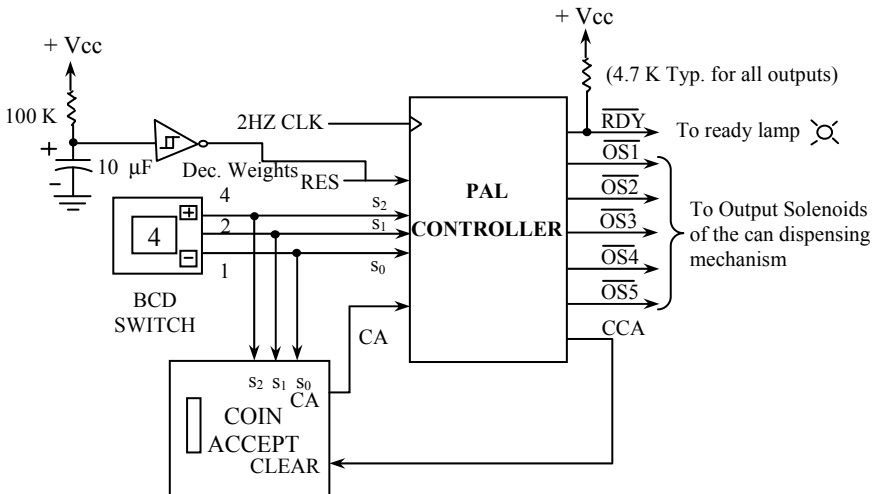 + Vcc
+ Vcc
(4.7 K Typ. for all outputs)
100 K
2HZ CLK
RDY
To ready lamp
+
10 μF
−
Dec. Weights
RES
PAL
CONTROLLER
OS1
OS2
OS3
OS4
OS5
To Output Solenoids
of the can dispensing
mechanism
4
2
1
s2
s1
s0
+
4
−
BCD
SWITCH
CA
CCA
s2 s1 s0
CA
COIN
ACCEPT
CLEAR